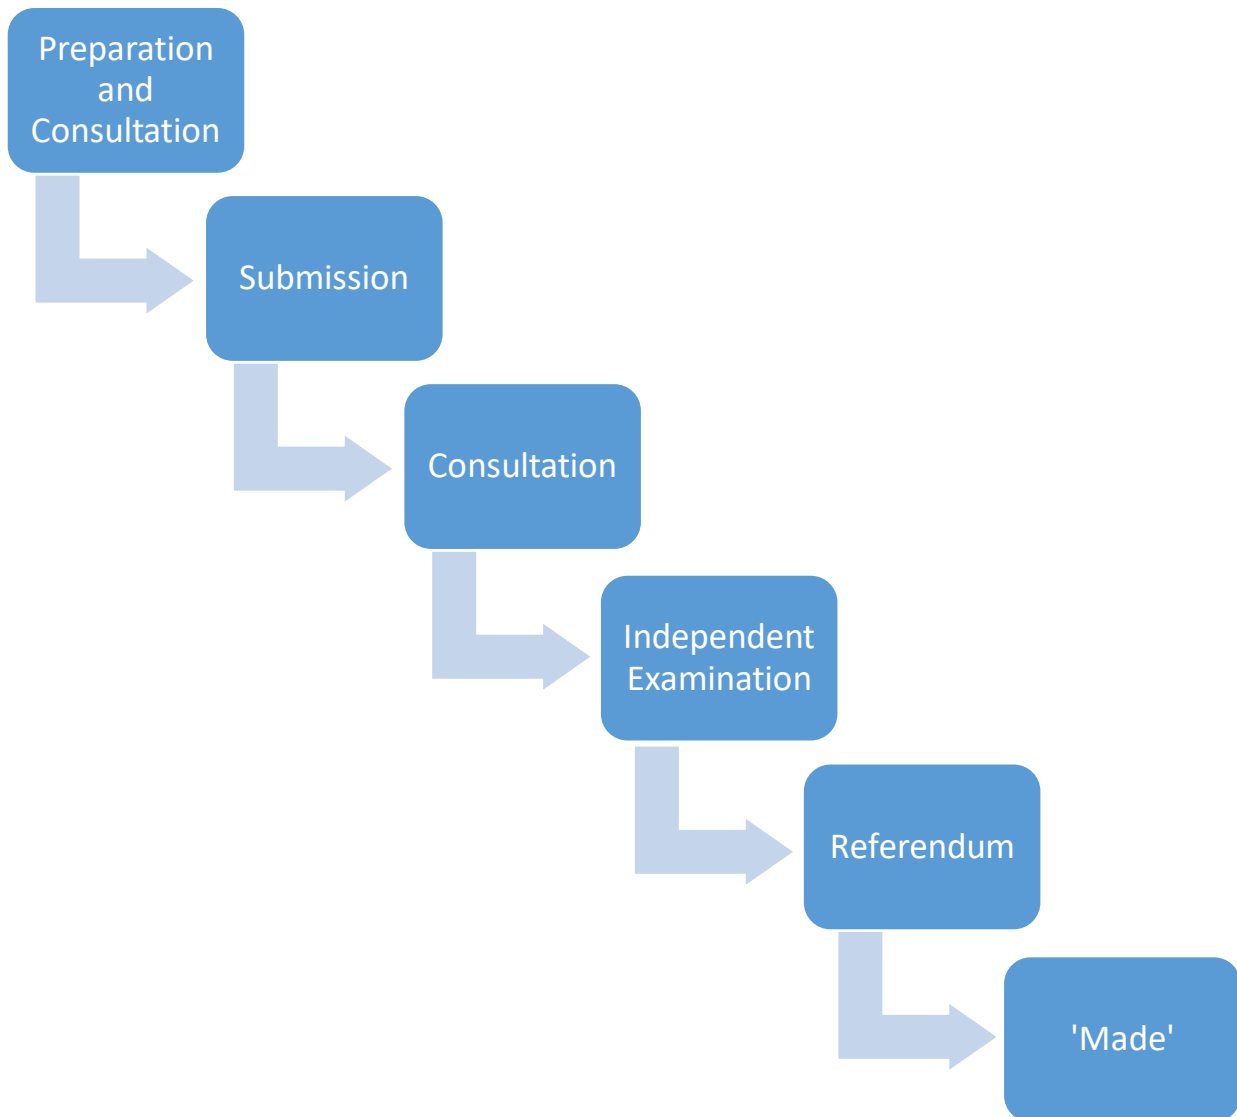 Preparation
and
Consultation
Submission
Consultation
Independent
Examination
Referendum
'Made'